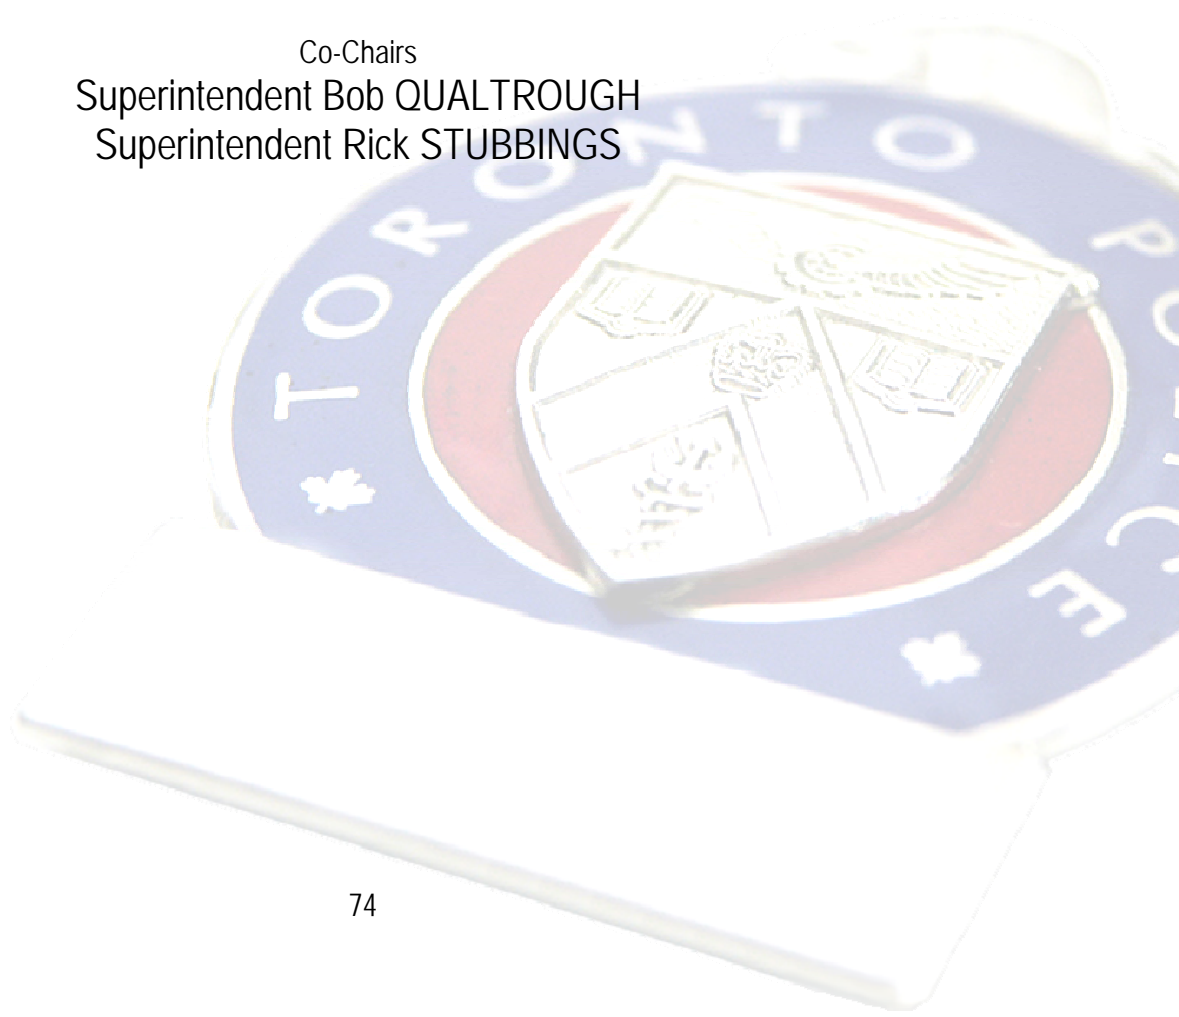 Co-Chairs
Superintendent Bob QUALTROUGH
Superintendent Rick STUBBINGS
TORONTO POLICE
74